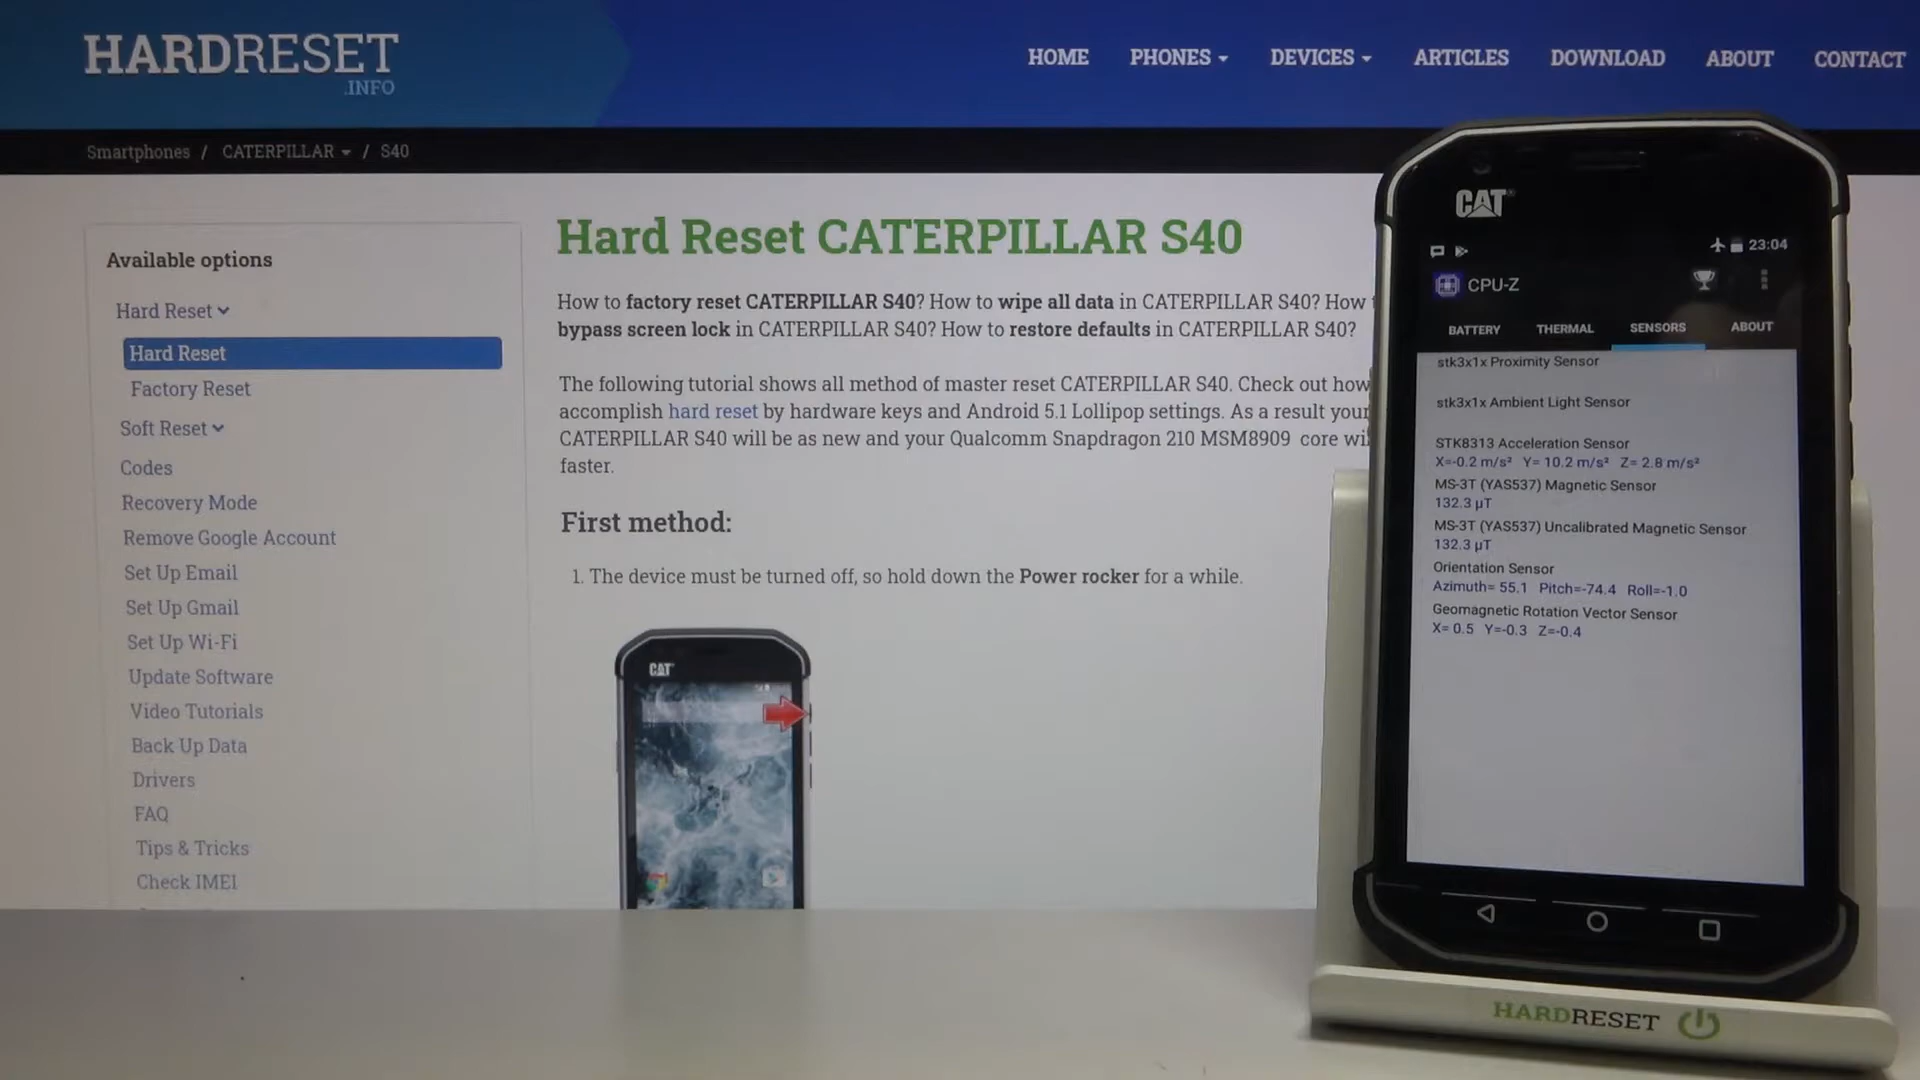 HARDRESET
.INFO
HOME PHONES DEVICES ARTICLES DOWNLOAD ABOUT CONTACT
Smartphones / CATERPILLAR / S40
Available options
Hard Reset
Hard Reset
Factory Reset
Soft Reset
Codes
Recovery Mode
Remove Google Account
Set Up Email
Set Up Gmail
Set Up Wi-Fi
Update Software
Video Tutorials
Back Up Data
Drivers
FAQ
Tips & Tricks
Check IMEI
Hard Reset CATERPILLAR S40
How to factory reset CATERPILLAR S40? How to wipe all data in CATERPILLAR S40? How
bypass screen lock in CATERPILLAR S40? How to restore defaults in CATERPILLAR S40?
The following tutorial shows all method of master reset CATERPILLAR S40. Check out how
accomplish hard reset by hardware keys and Android 5.1 Lollipop settings. As a result your
CATERPILLAR S40 will be as new and your Qualcomm Snapdragon 210 MSM8909 core wi
faster.
First method:
1. The device must be turned off, so hold down the Power rocker for a while.
CAT
CAT
23:04
CPU-Z
BATTERY THERMAL SENSORS ABOUT
stk3x1x Proximity Sensor
stk3x1x Ambient Light Sensor
STK8313 Acceleration Sensor
X=-0.2 m/s² Y= 10.2 m/s² Z= 2.8 m/s²
MS-3T (YAS537) Magnetic Sensor
132.3 µT
MS-3T (YAS537) Uncalibrated Magnetic Sensor
132.3 µT
Orientation Sensor
Azimuth= 55.1 Pitch=-74.4 Roll=-1.0
Geomagnetic Rotation Vector Sensor
X= 0.5 Y=-0.3 Z=-0.4
HARDRESET